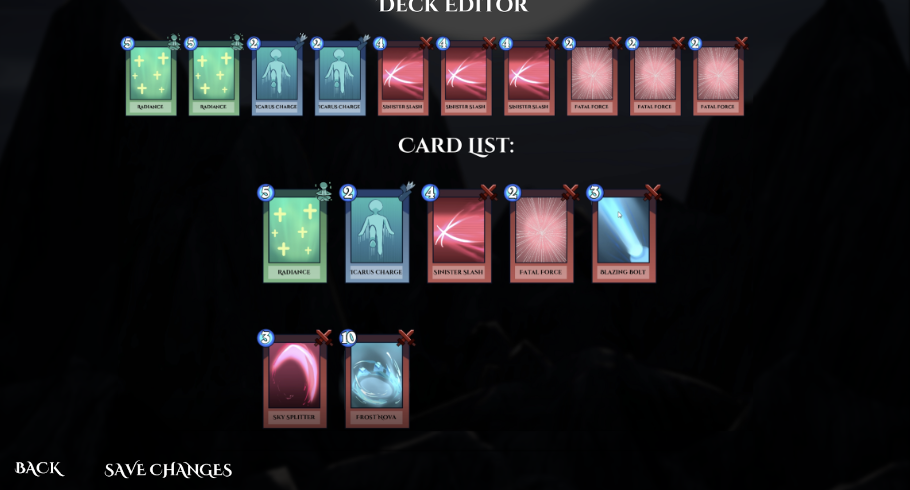 DECK EDITOR
5 5 2 2 4 4 4 2 2 2
RADIANCE RADIANCE ICARUS CHARGE ICARUS CHARGE SINISTER SLASH SINISTER SLASH SINISTER SLASH FATAL FORCE FATAL FORCE FATAL FORCE
CARD LIST:
5 2 4 2 3
RADIANCE ICARUS CHARGE SINISTER SLASH FATAL FORCE BLAZING BOLT
3 10
SKY SPLITTER FROST NOVA
BACK SAVE CHANGES